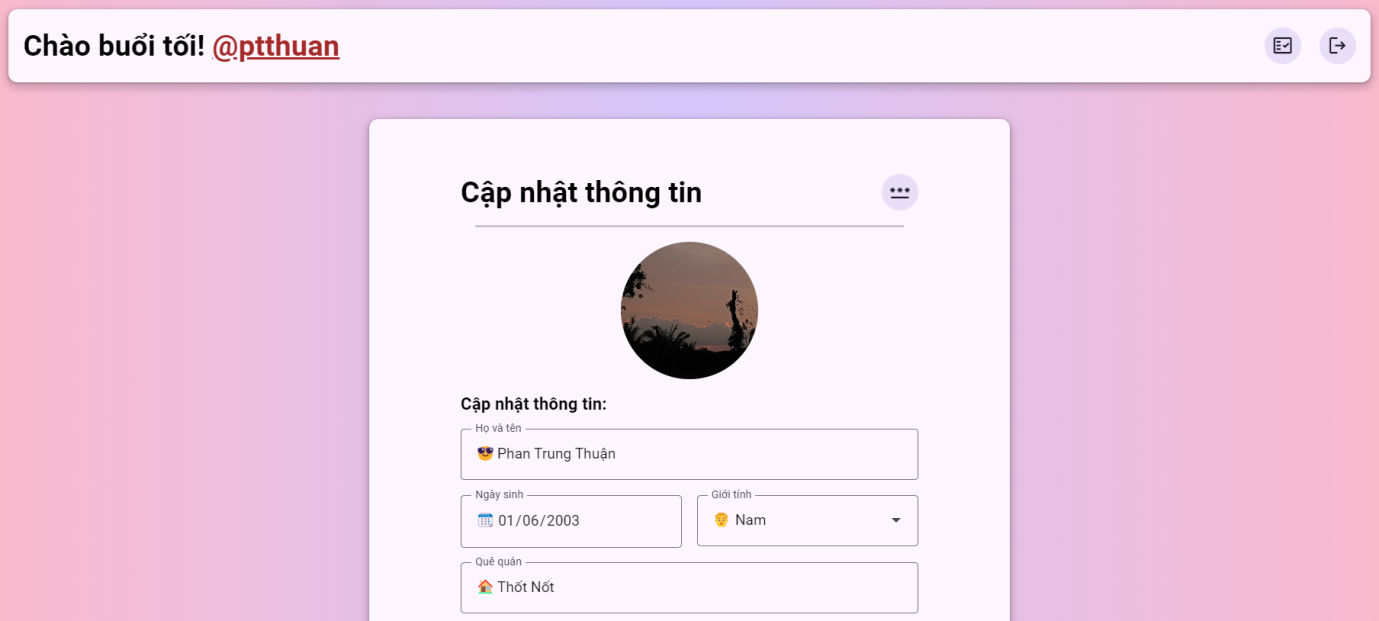 Chào buổi tối! @ptthuan
Cập nhật thông tin
Cập nhật thông tin:
Họ và tên
😎 Phan Trung Thuận
Ngày sinh
🗓️ 01/06/2003
Giới tính
👨‍🦲 Nam
Quê quán
🏠 Thốt Nốt